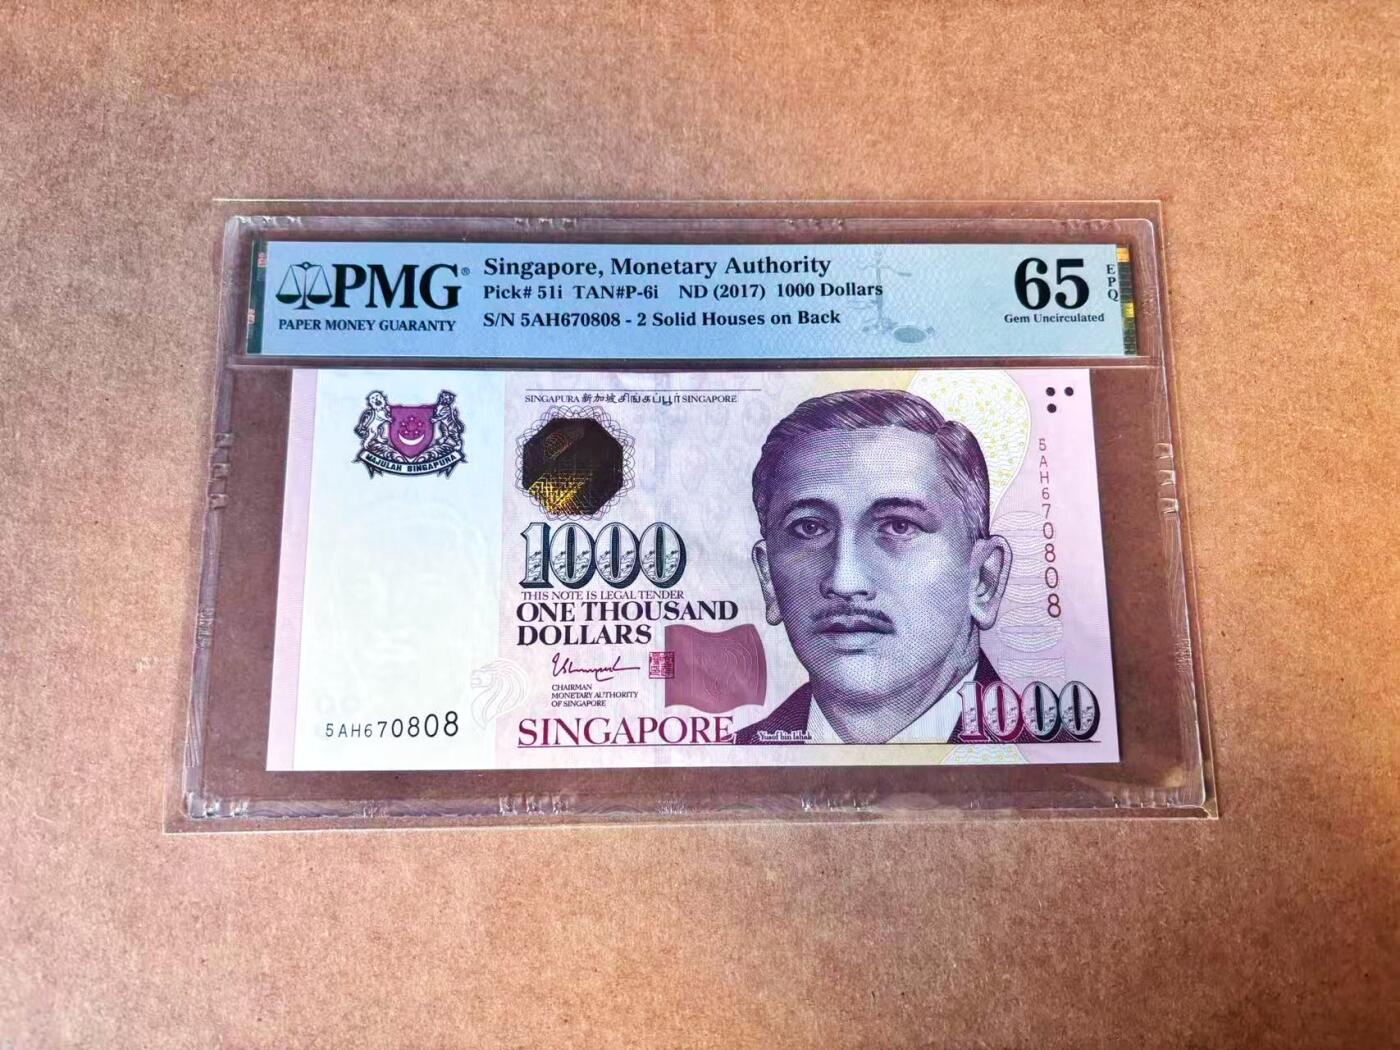 PMG®
PAPER MONEY GUARANTY
Singapore, Monetary Authority
Pick# 51i TAN#P-6i ND (2017) 1000 Dollars
S/N 5AH670808 - 2 Solid Houses on Back
65
EPQ
Gem Uncirculated
MAJULAH SINGAPURA
SINGAPURA 新加坡 சிங்கப்பூர் SINGAPORE
5AH670808
1000
THIS NOTE IS LEGAL TENDER
ONE THOUSAND
DOLLARS
CHAIRMAN
MONETARY AUTHORITY
OF SINGAPORE
5AH670808
SINGAPORE
Yusof bin Ishak
1000